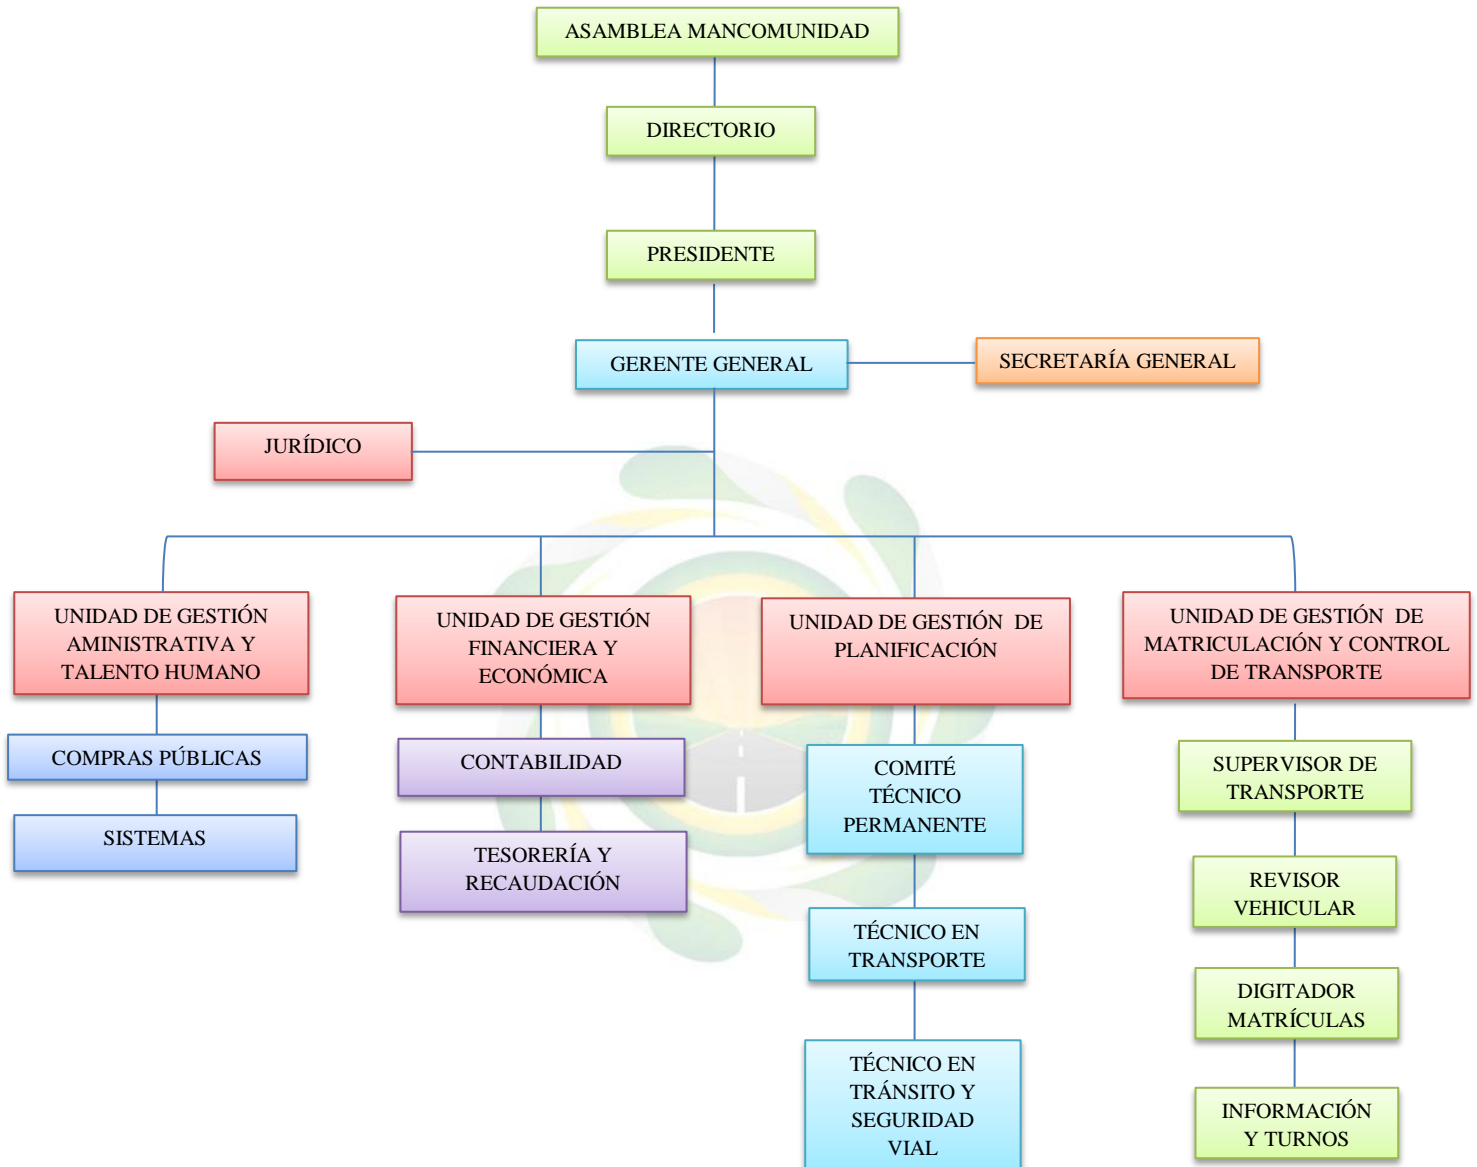 ASAMBLEA MANCOMUNIDAD
DIRECTORIO
PRESIDENTE
GERENTE GENERAL
SECRETARÍA GENERAL
JURÍDICO
UNIDAD DE GESTIÓN
AMINISTRATIVA Y
TALENTO HUMANO
COMPRAS PÚBLICAS
SISTEMAS
UNIDAD DE GESTIÓN
FINANCIERA Y
ECONÓMICA
CONTABILIDAD
TESORERÍA Y
RECAUDACIÓN
UNIDAD DE GESTIÓN DE
PLANIFICACIÓN
COMITÉ
TÉCNICO
PERMANENTE
TÉCNICO EN
TRANSPORTE
TÉCNICO EN
TRÁNSITO Y
SEGURIDAD
VIAL
UNIDAD DE GESTIÓN DE
MATRICULACIÓN Y CONTROL
DE TRANSPORTE
SUPERVISOR DE
TRANSPORTE
REVISOR
VEHICULAR
DIGITADOR
MATRÍCULAS
INFORMACIÓN
Y TURNOS